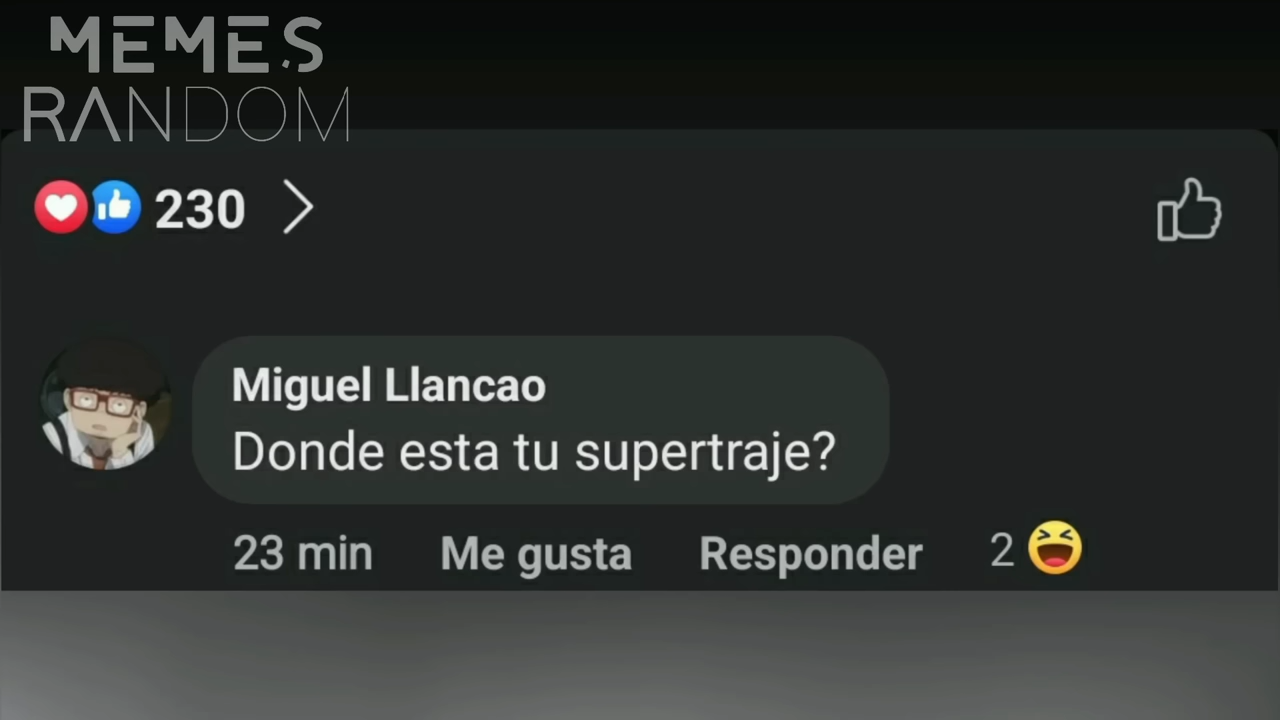 MEMES
RANDOM
230
Miguel Llancao
Donde esta tu supertraje?
23 min Me gusta Responder 2